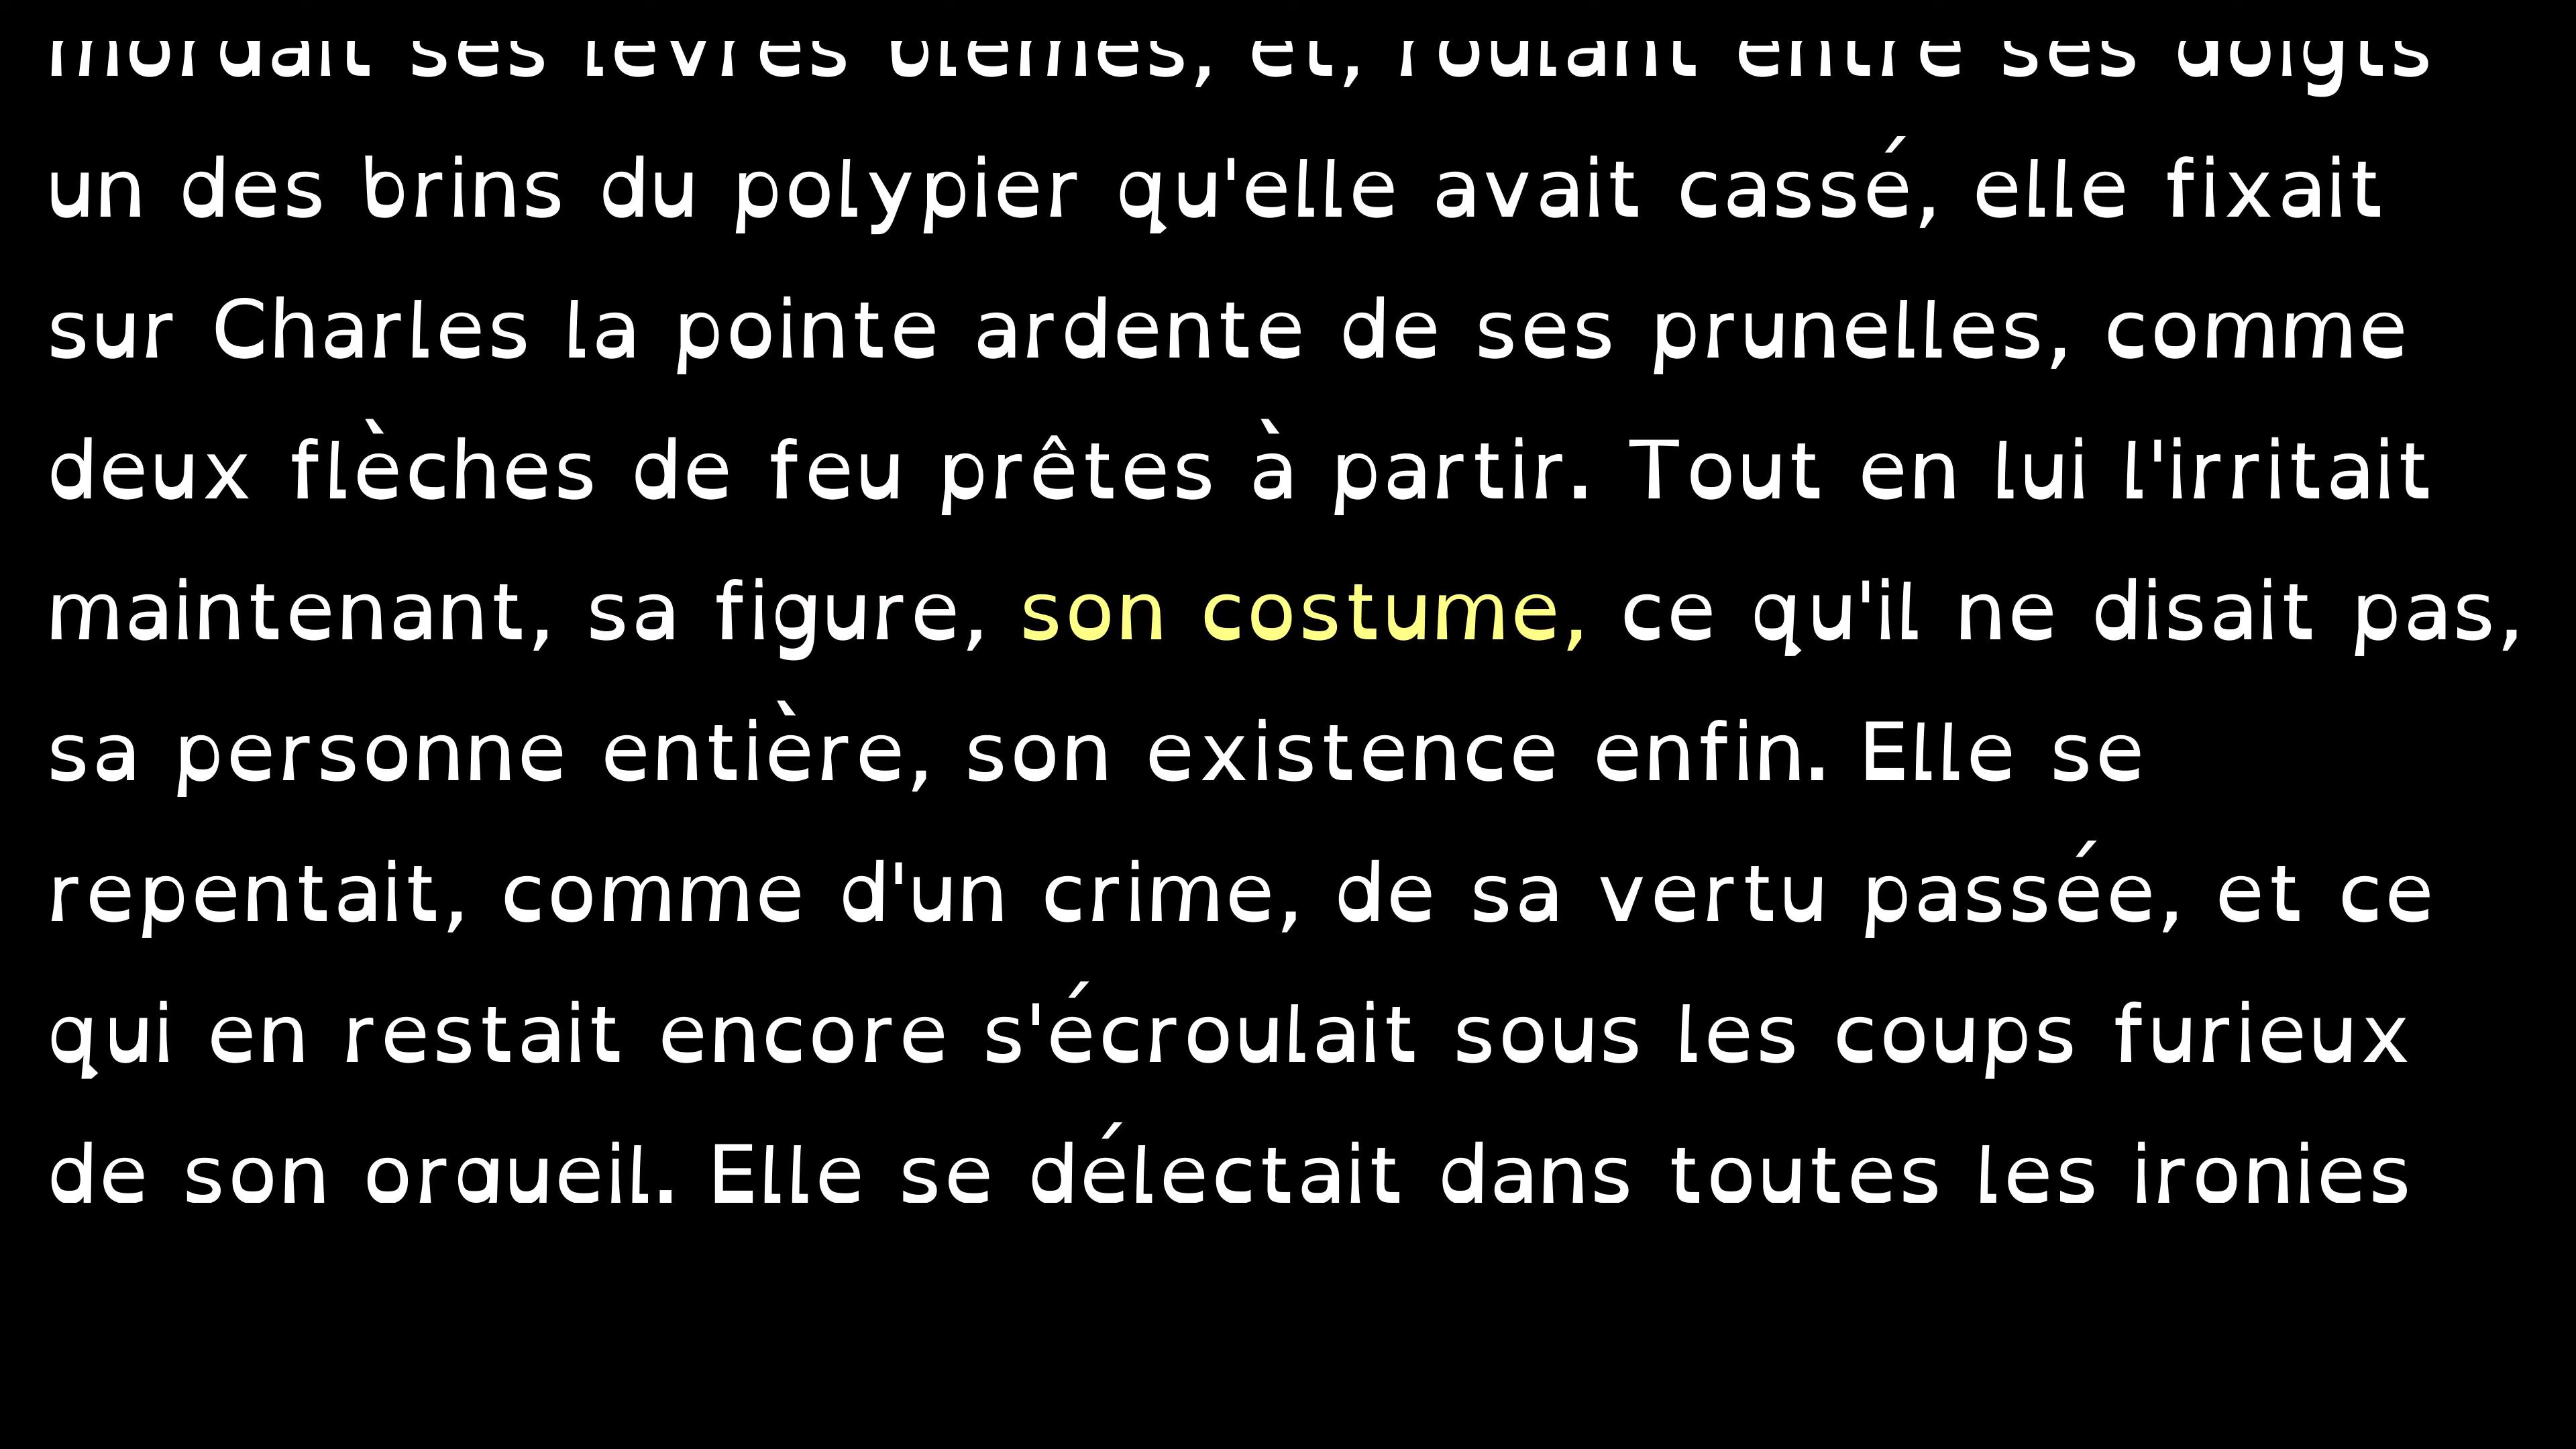 mordait ses lèvres blêmes, et, roulant entre ses doigts
un des brins du polypier qu'elle avait cassé, elle fixait
sur Charles la pointe ardente de ses prunelles, comme
deux flèches de feu prêtes à partir. Tout en lui l'irritait
maintenant, sa figure, son costume, ce qu'il ne disait pas,
sa personne entière, son existence enfin. Elle se
repentait, comme d'un crime, de sa vertu passée, et ce
qui en restait encore s'écroulait sous les coups furieux
de son orgueil. Elle se délectait dans toutes les ironies